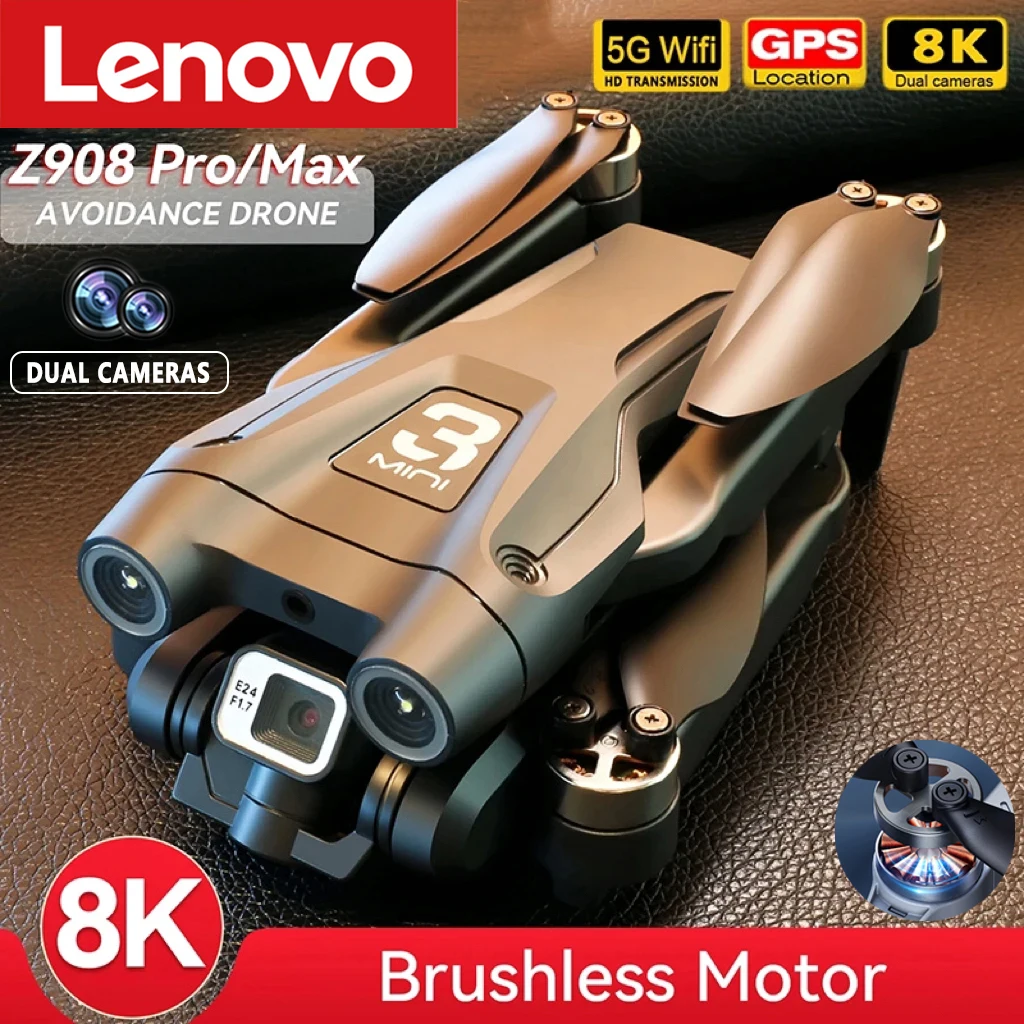 Lenovo
5G Wifi
HD TRANSMISSION
GPS
Location
8K
Dual cameras
Z908 Pro/Max
AVOIDANCE DRONE
DUAL CAMERAS
3
MINI
E24
F1.7
8K
Brushless Motor